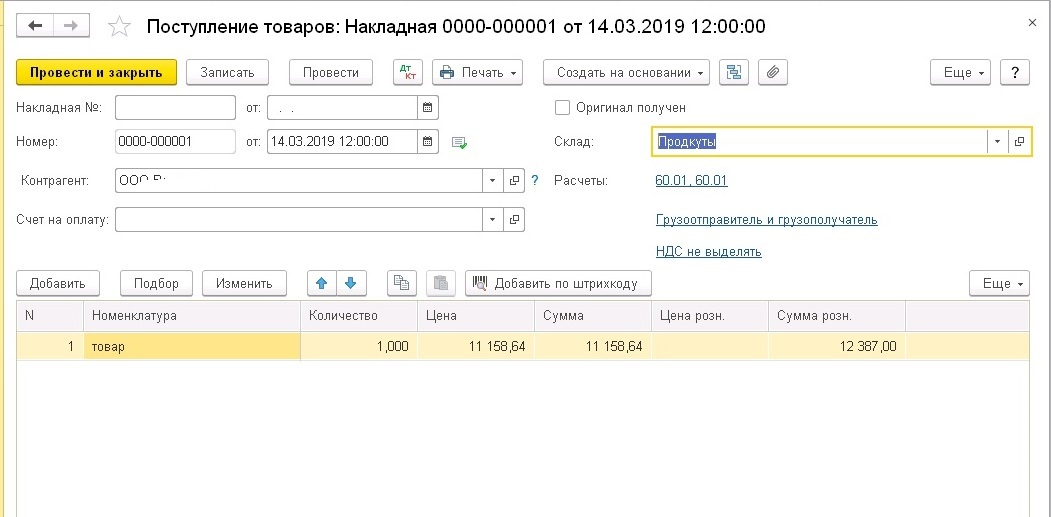 Поступление товаров: Накладная 0000-000001 от 14.03.2019 12:00:00
Провести и закрыть Записать Провести Дт Кт Печать Создать на основании Еще ?
Накладная №: от: . . Оригинал получен
Номер: 0000-000001 от: 14.03.2019 12:00:00 Склад: Продкуты
Контрагент: ООО ? Расчеты: 60.01, 60.01
Счет на оплату: Грузоотправитель и грузополучатель
НДС не выделять
Добавить Подбор Изменить Добавить по штрихкоду Еще
N Номенклатура Количество Цена Сумма Цена розн. Сумма розн.
1 товар 1,000 11 158,64 11 158,64 12 387,00